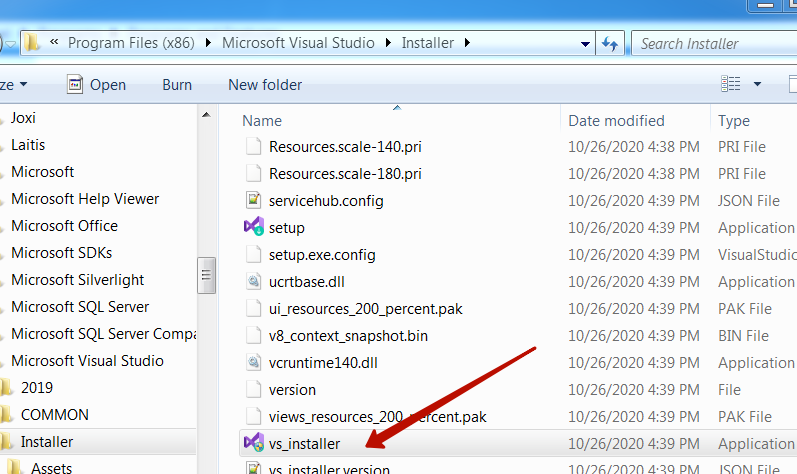 « Program Files (x86) ▸ Microsoft Visual Studio ▸ Installer ▸
Search Installer
ze
Open
Burn
New folder
Joxi
Laitis
Microsoft
Microsoft Help Viewer
Microsoft Office
Microsoft SDKs
Microsoft Silverlight
Microsoft SQL Server
Microsoft SQL Server Compa
Microsoft Visual Studio
2019
COMMON
Installer
Assets
Name Date modified Type
Resources.scale-140.pri 10/26/2020 4:38 PM PRI File
Resources.scale-180.pri 10/26/2020 4:38 PM PRI File
servicehub.config 10/26/2020 4:39 PM JSON File
setup 10/26/2020 4:39 PM Application
setup.exe.config 10/26/2020 4:39 PM VisualStudio
ucrtbase.dll 10/26/2020 4:39 PM Application
ui_resources_200_percent.pak 10/26/2020 4:39 PM PAK File
v8_context_snapshot.bin 10/26/2020 4:39 PM BIN File
vcruntime140.dll 10/26/2020 4:39 PM Application
version 10/26/2020 4:39 PM File
views_resources_200_percent.pak 10/26/2020 4:39 PM PAK File
vs_installer 10/26/2020 4:39 PM Application
vs_installer.version 10/26/2020 4:39 PM JSON File